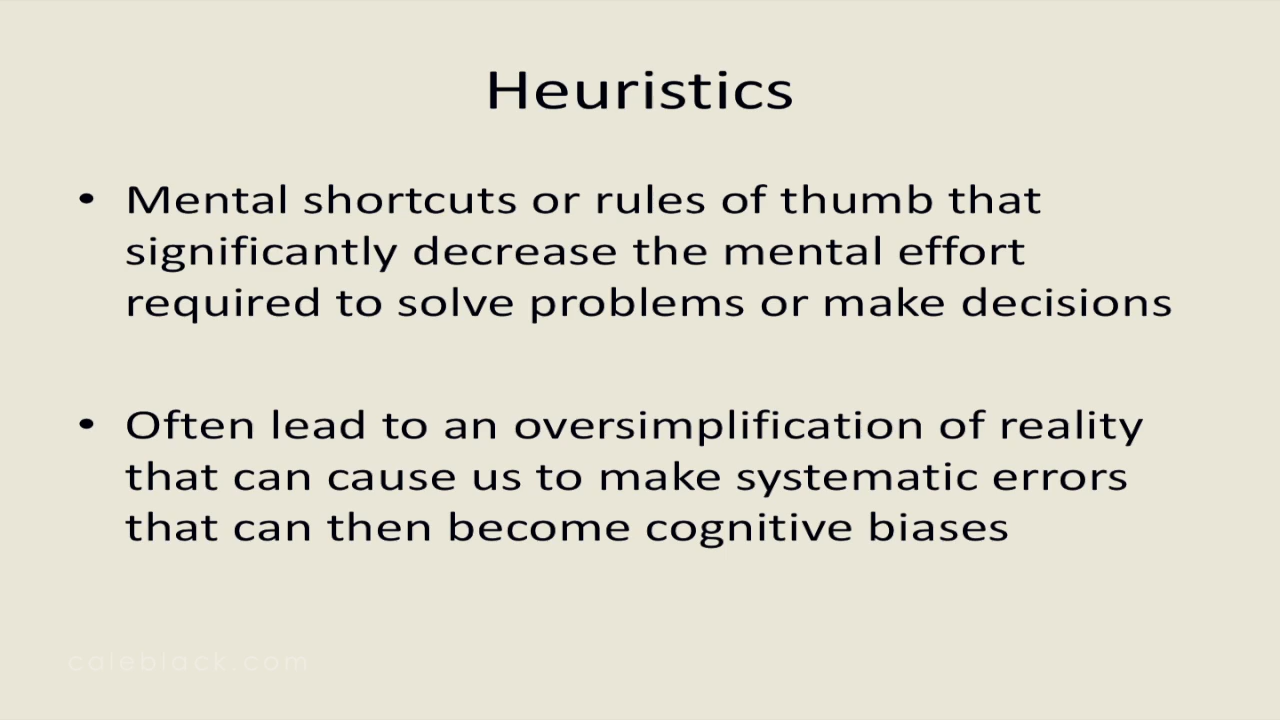 Heuristics
• Mental shortcuts or rules of thumb that
significantly decrease the mental effort
required to solve problems or make decisions
• Often lead to an oversimplification of reality
that can cause us to make systematic errors
that can then become cognitive biases
caleblack.com